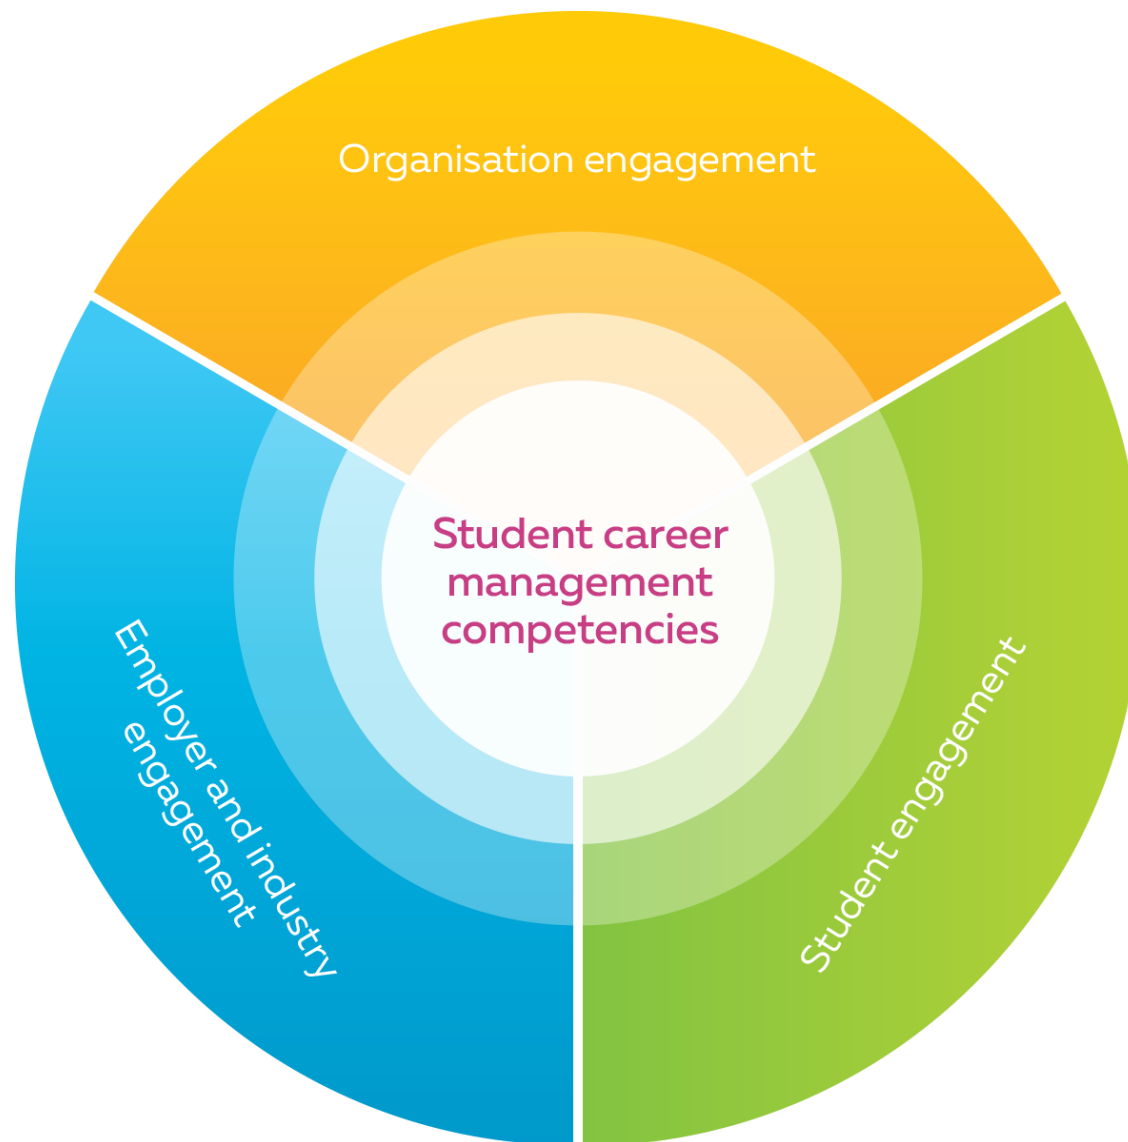 Organisation engagement
Student career
management
competencies
Employer and industry
engagement
Student engagement